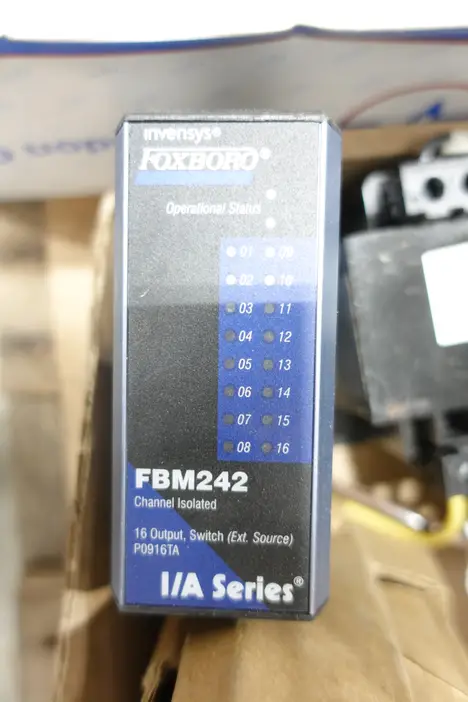 invensys®
FOXBORO®
Operational Status
01 09
02 10
03 11
04 12
05 13
06 14
07 15
08 16
FBM242
Channel Isolated
16 Output, Switch (Ext. Source)
P0916TA
I/A Series®